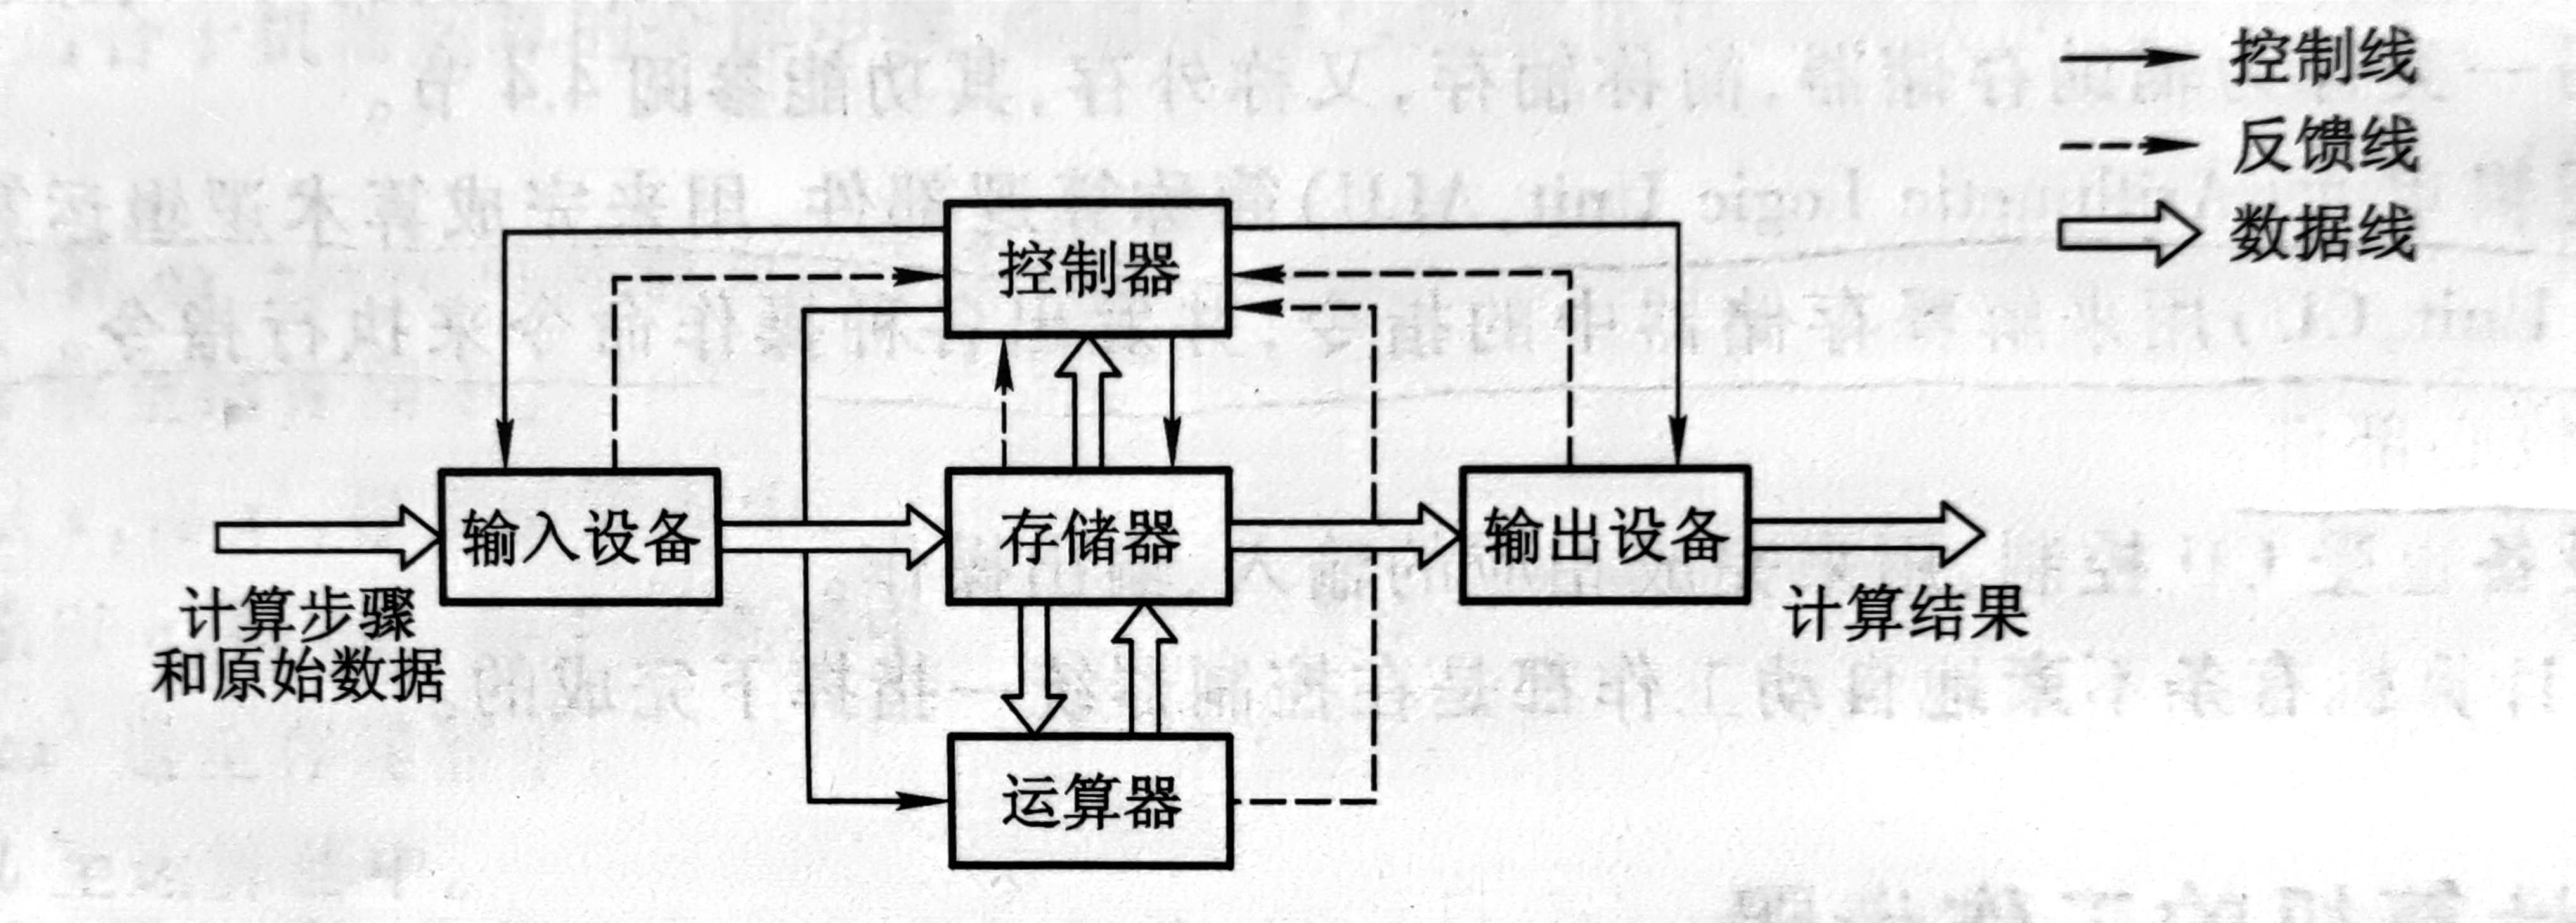 控制线
反馈线
数据线
控制器
输入设备
存储器
输出设备
计算步骤
和原始数据
计算结果
运算器